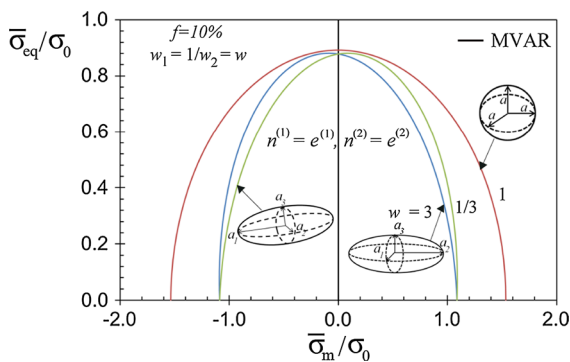 σ̅eq/σ0
1.0
0.8
0.6
0.4
0.2
0.0
f=10%
w1 = 1/w2 = w
MVAR
a
a
a
n(1) = e(1), n(2) = e(2)
1
1/3
w = 3
a3
a1
a2
a3
a1
a2
-2.0 -1.0 0.0 1.0 2.0
σ̅m/σ0